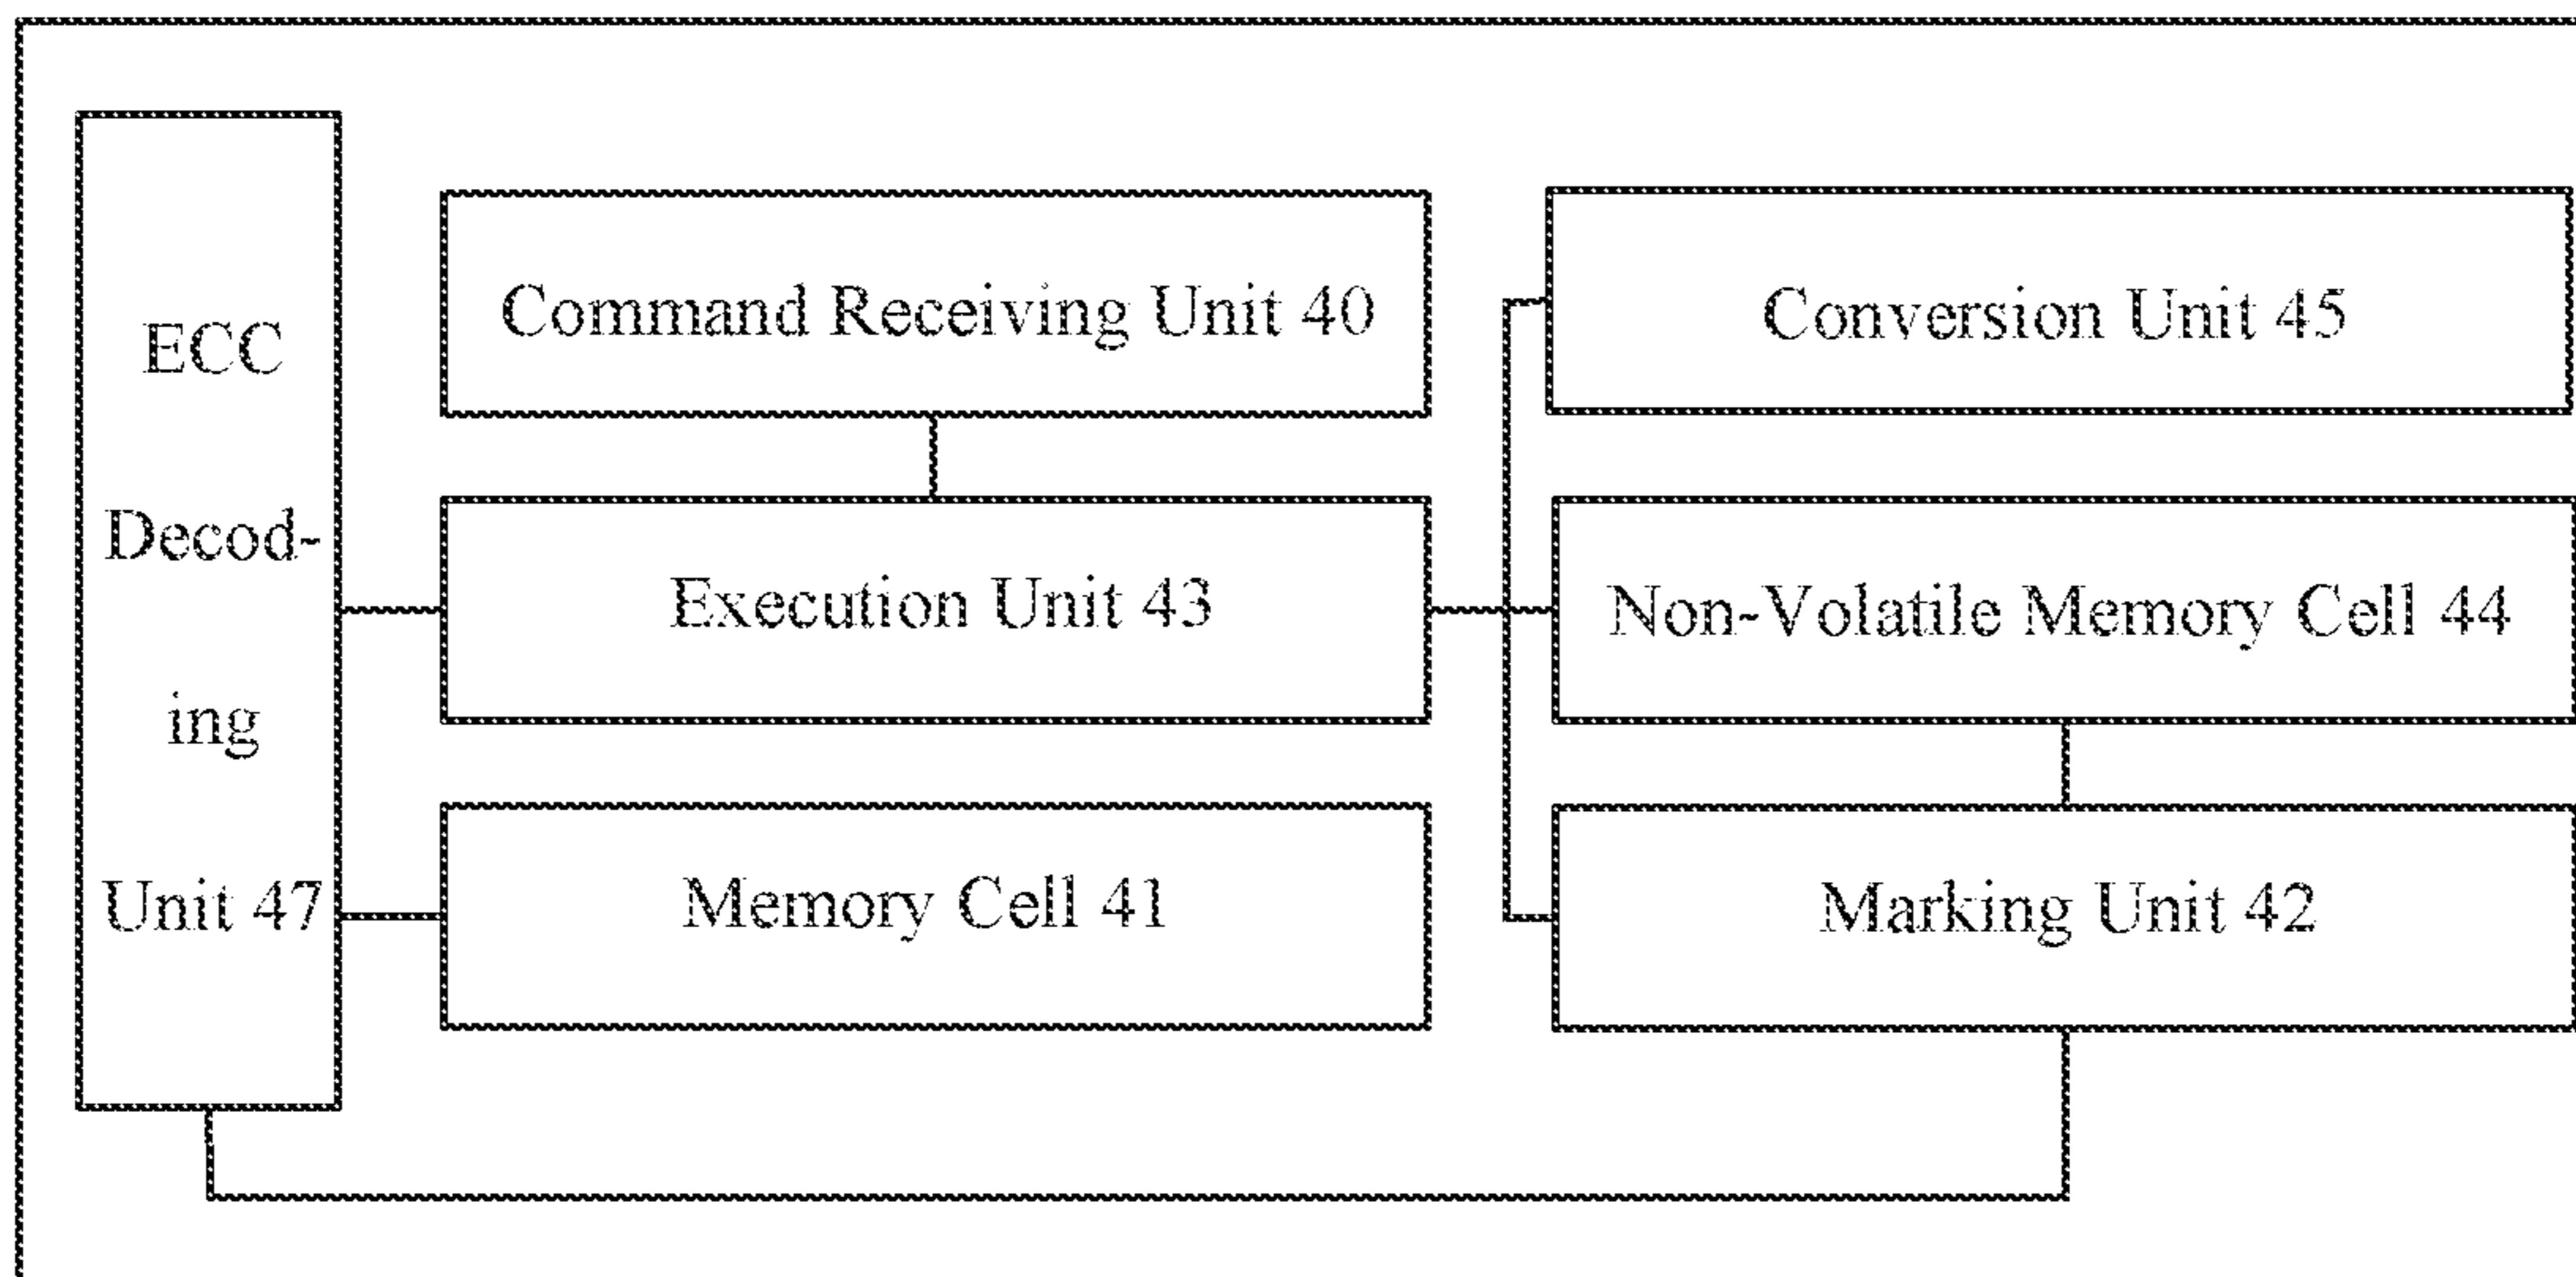 ECC
Decod-
ing
Unit 47
Command Receiving Unit 40
Execution Unit 43
Memory Cell 41
Conversion Unit 45
Non-Volatile Memory Cell 44
Marking Unit 42